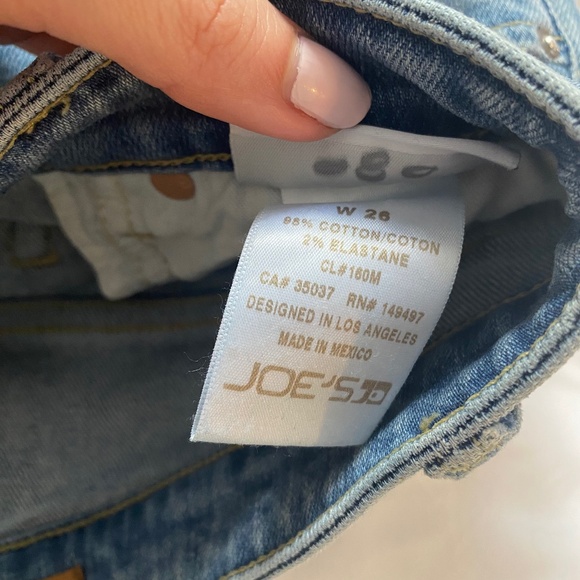 W 26
98% COTTON/COTON
2% ELASTANE
CL#160M
CA# 35037 RN# 149497
DESIGNED IN LOS ANGELES
MADE IN MEXICO
JOE'S